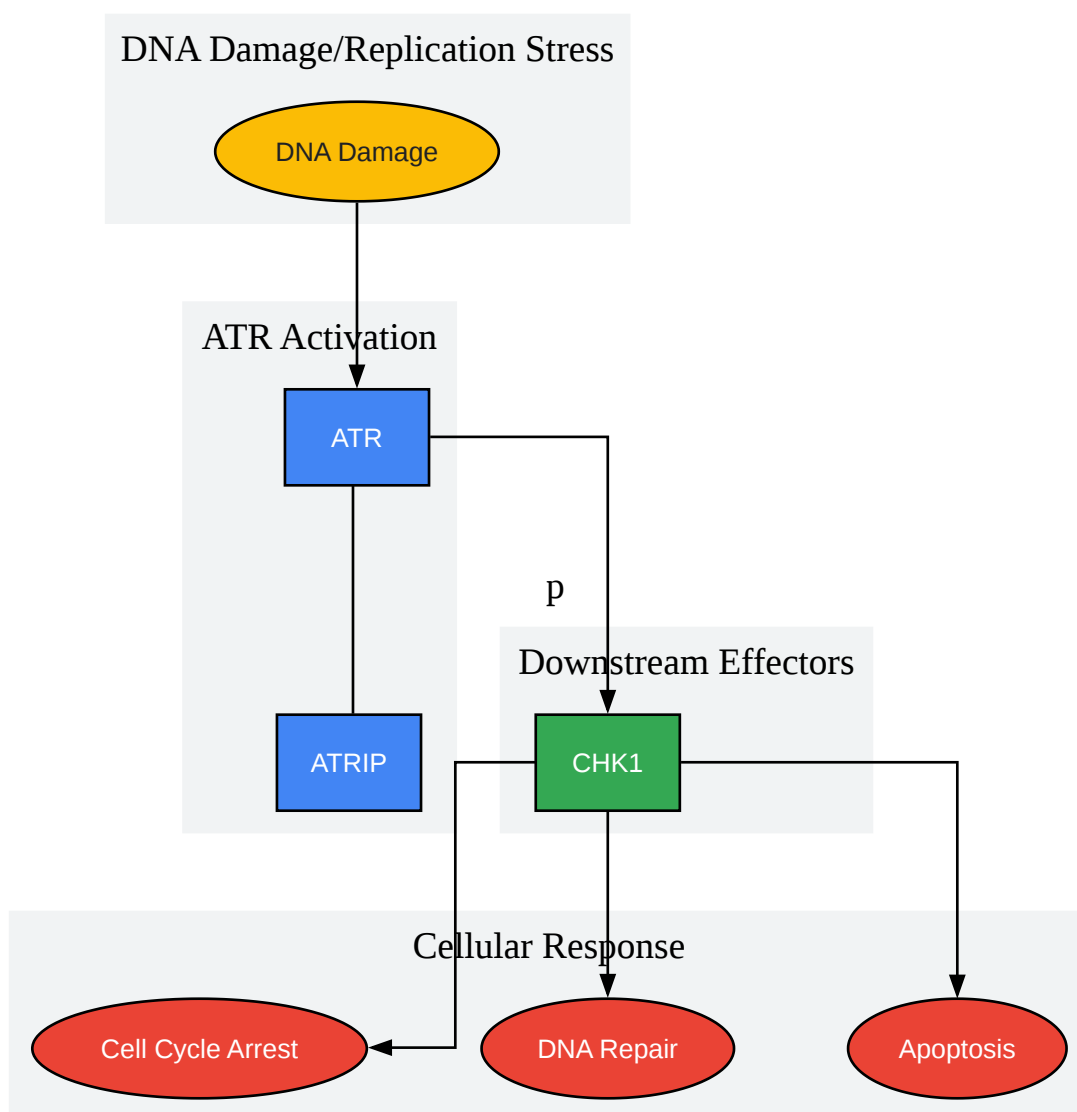 DNA Damage/Replication Stress
DNA Damage
ATR Activation
ATR
p
Downstream Effectors
ATRIP
CHK1
Cellular Response
Cell Cycle Arrest
DNA Repair
Apoptosis